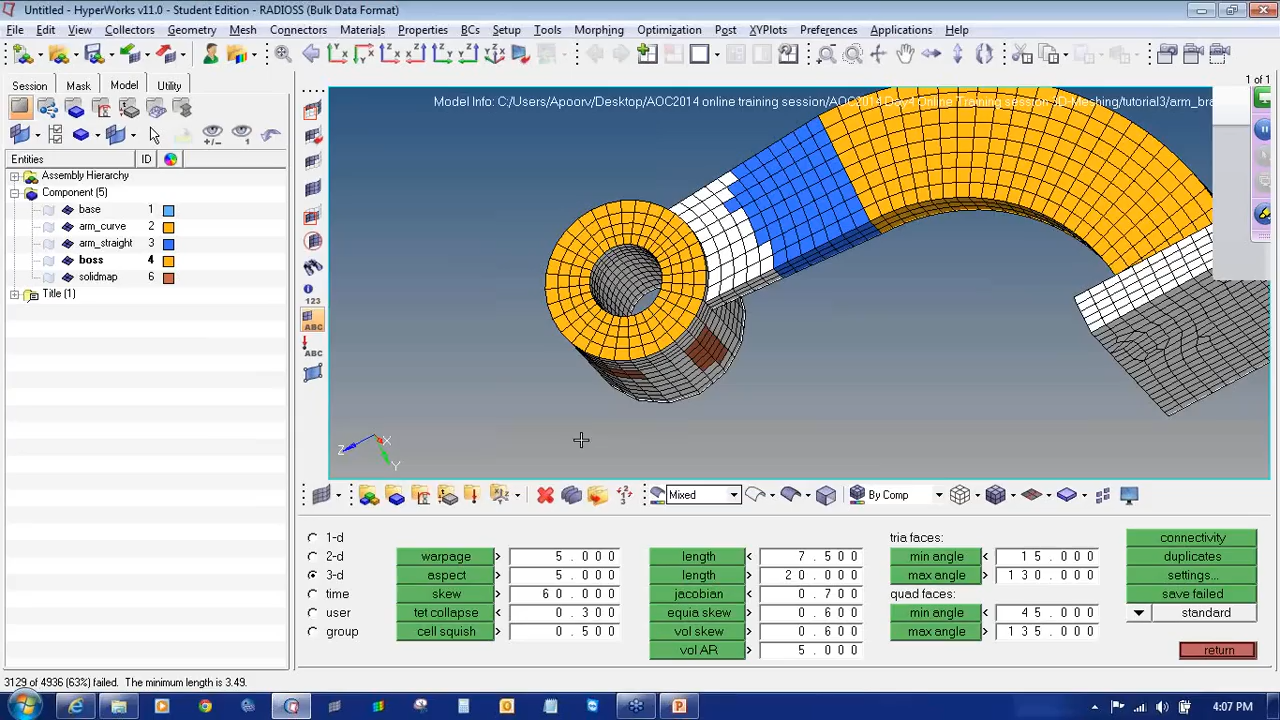 Untitled - HyperWorks v11.0 - Student Edition - RADIOSS (Bulk Data Format)
File Edit View Collectors Geometry Mesh Connectors Materials Properties BCs Setup Tools Morphing Optimization Post XYPlots Preferences Applications Help
1 of 1
Session Mask Model Utility
Model Info: C:/Users/Apoorv/Desktop/AOC2014 online training session/AOC2014 Day4 Online Training session 3D-Meshing/tutorial3/arm_bra
Entities ID
Assembly Hierarchy
Component (5)
base 1
arm_curve 2
arm_straight 3
boss 4
solidmap 6
Title (1)
123
ABC
ABC
Z X
Y
Mixed By Comp
1-d
2-d
3-d
time
user
group
warpage > 5.000
aspect > 5.000
skew > 60.000
tet collapse < 0.300
cell squish > 0.500
length < 7.500
length > 20.000
jacobian < 0.700
equia skew > 0.600
vol skew > 0.600
vol AR > 5.000
tria faces:
min angle < 15.000
max angle > 130.000
quad faces:
min angle < 45.000
max angle > 135.000
connectivity
duplicates
settings...
save failed
standard
return
3129 of 4936 (63%) failed. The minimum length is 3.49.
4:07 PM